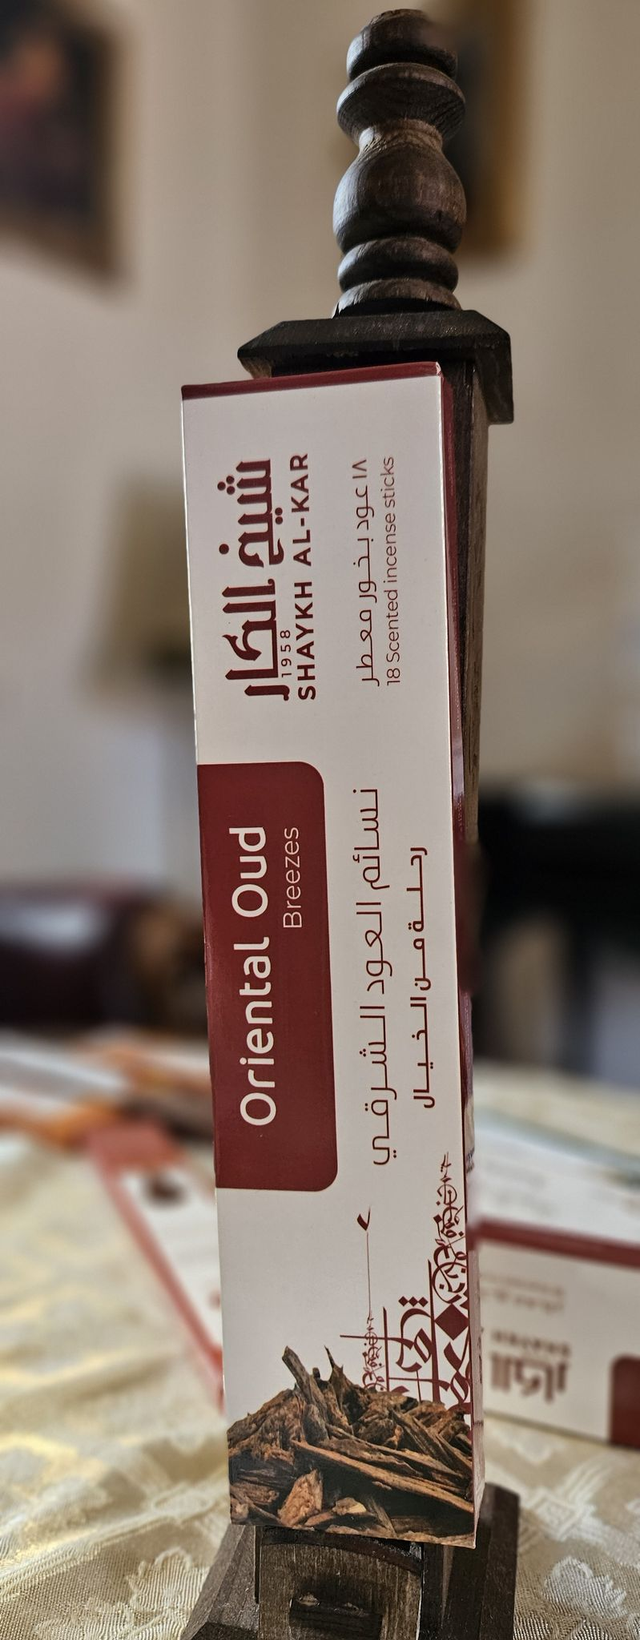 شيخ الكار
1958
SHAYKH AL-KAR
١٨ عود بخور معطر
18 Scented incense sticks
Oriental Oud
Breezes
نسائم العود الشرقي
رحلة من الخيال
الكار